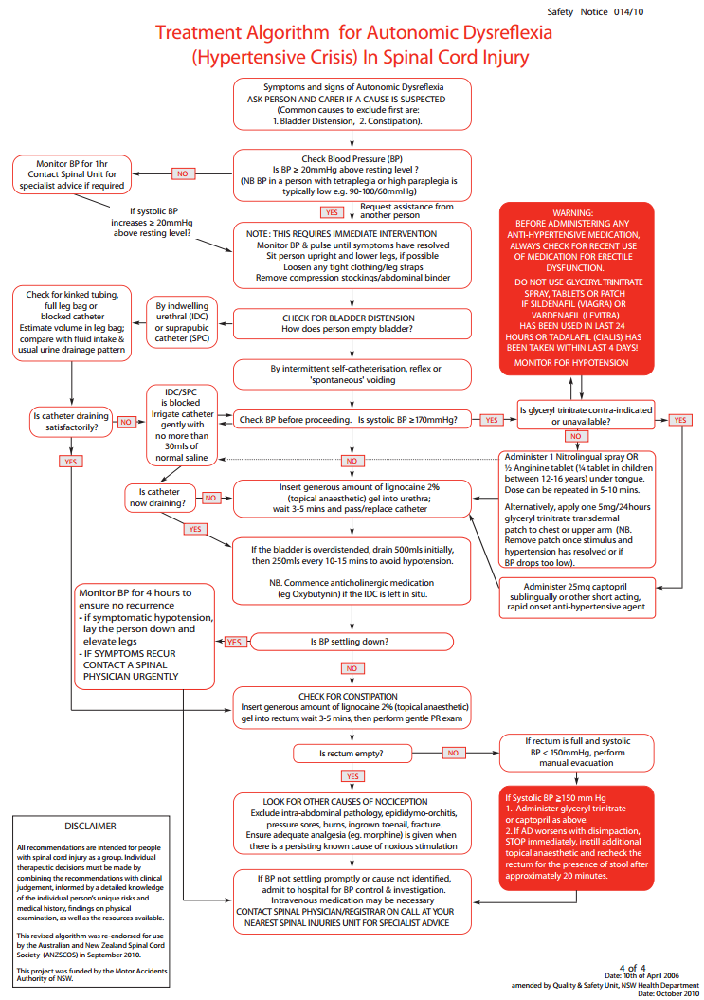 Safety Notice 014/10
Treatment Algorithm for Autonomic Dysreflexia
(Hypertensive Crisis) In Spinal Cord Injury
Symptoms and signs of Autonomic Dysreflexia
ASK PERSON AND CARER IF A CAUSE IS SUSPECTED
(Common causes to exclude first are:
1. Bladder Distension, 2. Constipation).
Check Blood Pressure (BP)
Is BP ≥ 20mmHg above resting level ?
(NB BP in a person with tetraplegia or high paraplegia is
typically low e.g. 90-100/60mmHg)
NO
Monitor BP for 1hr
Contact Spinal Unit for
specialist advice if required
If systolic BP
increases ≥ 20mmHg
above resting level?
YES
Request assistance from
another person
NOTE : THIS REQUIRES IMMEDIATE INTERVENTION
Monitor BP & pulse until symptoms have resolved
Sit person upright and lower legs, if possible
Loosen any tight clothing/leg straps
Remove compression stockings/abdominal binder
WARNING:
BEFORE ADMINISTERING ANY
ANTI-HYPERTENSIVE MEDICATION,
ALWAYS CHECK FOR RECENT USE
OF MEDICATION FOR ERECTILE
DYSFUNCTION.
DO NOT USE GLYCERYL TRINITRATE
SPRAY, TABLETS OR PATCH
IF SILDENAFIL (VIAGRA) OR
VARDENAFIL (LEVITRA)
HAS BEEN USED IN LAST 24
HOURS OR TADALAFIL (CIALIS) HAS
BEEN TAKEN WITHIN LAST 4 DAYS!
MONITOR FOR HYPOTENSION
CHECK FOR BLADDER DISTENSION
How does person empty bladder?
By indwelling
urethral (IDC)
or suprapubic
catheter (SPC)
Check for kinked tubing,
full leg bag or
blocked catheter
Estimate volume in leg bag;
compare with fluid intake &
usual urine drainage pattern
By intermittent self-catheterisation, reflex or
'spontaneous' voiding
Is catheter draining
satisfactorily?
NO
YES
IDC/SPC
is blocked
Irrigate catheter
gently with
no more than
30mls of
normal saline
Check BP before proceeding. Is systolic BP ≥170mmHg?
YES
NO
Is glyceryl trinitrate contra-indicated
or unavailable?
YES
NO
Administer 1 Nitrolingual spray OR
½ Anginine tablet (¼ tablet in children
between 12-16 years) under tongue.
Dose can be repeated in 5-10 mins.
Alternatively, apply one 5mg/24hours
glyceryl trinitrate transdermal
patch to chest or upper arm (NB.
Remove patch once stimulus and
hypertension has resolved or if
BP drops too low).
Administer 25mg captopril
sublingually or other short acting,
rapid onset anti-hypertensive agent
Is catheter
now draining?
NO
YES
Insert generous amount of lignocaine 2%
(topical anaesthetic) gel into urethra;
wait 3-5 mins and pass/replace catheter
If the bladder is overdistended, drain 500mls initially,
then 250mls every 10-15 mins to avoid hypotension.
NB. Commence anticholinergic medication
(eg Oxybutynin) if the IDC is left in situ.
Is BP settling down?
YES
NO
Monitor BP for 4 hours to
ensure no recurrence
- if symptomatic hypotension,
lay the person down and
elevate legs
- IF SYMPTOMS RECUR
CONTACT A SPINAL
PHYSICIAN URGENTLY
CHECK FOR CONSTIPATION
Insert generous amount of lignocaine 2% (topical anaesthetic)
gel into rectum; wait 3-5 mins, then perform gentle PR exam
Is rectum empty?
NO
YES
If rectum is full and systolic
BP < 150mmHg, perform
manual evacuation
If Systolic BP ≥150 mm Hg
1. Administer glyceryl trinitrate
or captopril as above.
2. If AD worsens with disimpaction,
STOP immediately, instill additional
topical anaesthetic and recheck the
rectum for the presence of stool after
approximately 20 minutes.
LOOK FOR OTHER CAUSES OF NOCICEPTION
Exclude intra-abdominal pathology, epididymo-orchitis,
pressure sores, burns, ingrown toenail, fracture.
Ensure adequate analgesia (eg. morphine) is given when
there is a persisting known cause of noxious stimulation
If BP not settling promptly or cause not identified,
admit to hospital for BP control & investigation.
Intravenous medication may be necessary
CONTACT SPINAL PHYSICIAN/REGISTRAR ON CALL AT YOUR
NEAREST SPINAL INJURIES UNIT FOR SPECIALIST ADVICE
DISCLAIMER
All recommendations are intended for people
with spinal cord injury as a group. Individual
therapeutic decisions must be made by
combining the recommendations with clinical
judgement, informed by a detailed knowledge
of the individual person's unique risks and
medical history, findings on physical
examination, as well as the resources available.
This revised algorithm was re-endorsed for use
by the Australian and New Zealand Spinal Cord
Society (ANZSCOS) in September 2010.
This project was funded by the Motor Accidents
Authority of NSW.
4 of 4
Date: 10th of April 2006
amended by Quality & Safety Unit, NSW Health Department
Date: October 2010